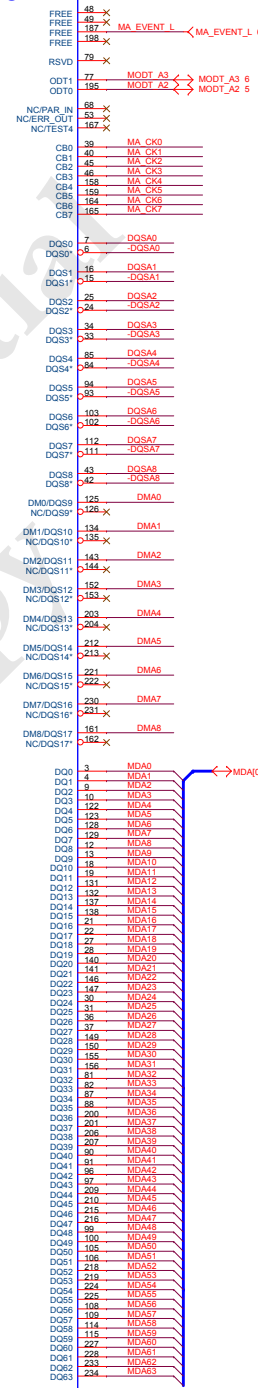 FREE 48
FREE 49
FREE 187 MA_EVENT_L MA_EVENT_L
FREE 198
RSVD 79
ODT1 77 MODT_A3 MODT_A3 6
ODT0 195 MODT_A2 MODT_A2 5
NC/PAR_IN 68
NC/ERR_OUT 53
NC/TEST4 167
CB0 39 MA_CK0
CB1 40 MA_CK1
CB2 45 MA_CK2
CB3 46 MA_CK3
CB4 158 MA_CK4
CB5 159 MA_CK5
CB6 164 MA_CK6
CB7 165 MA_CK7
DQS0 7 DQSA0
DQS0* 6 -DQSA0
DQS1 16 DQSA1
DQS1* 15 -DQSA1
DQS2 25 DQSA2
DQS2* 24 -DQSA2
DQS3 34 DQSA3
DQS3* 33 -DQSA3
DQS4 85 DQSA4
DQS4* 84 -DQSA4
DQS5 94 DQSA5
DQS5* 93 -DQSA5
DQS6 103 DQSA6
DQS6* 102 -DQSA6
DQS7 112 DQSA7
DQS7* 111 -DQSA7
DQS8 43 DQSA8
DQS8* 42 -DQSA8
DM0/DQS9 125 DMA0
NC/DQS9* 126
DM1/DQS10 134 DMA1
NC/DQS10* 135
DM2/DQS11 143 DMA2
NC/DQS11* 144
DM3/DQS12 152 DMA3
NC/DQS12* 153
DM4/DQS13 203 DMA4
NC/DQS13* 204
DM5/DQS14 212 DMA5
NC/DQS14* 213
DM6/DQS15 221 DMA6
NC/DQS15* 222
DM7/DQS16 230 DMA7
NC/DQS16* 231
DM8/DQS17 161 DMA8
NC/DQS17* 162
DQ0 3 MDA0 MDA[0
DQ1 4 MDA1
DQ2 9 MDA2
DQ3 10 MDA3
DQ4 122 MDA4
DQ5 123 MDA5
DQ6 128 MDA6
DQ7 129 MDA7
DQ8 12 MDA8
DQ9 13 MDA9
DQ10 18 MDA10
DQ11 19 MDA11
DQ12 131 MDA12
DQ13 132 MDA13
DQ14 137 MDA14
DQ15 138 MDA15
DQ16 21 MDA16
DQ17 22 MDA17
DQ18 27 MDA18
DQ19 28 MDA19
DQ20 140 MDA20
DQ21 141 MDA21
DQ22 146 MDA22
DQ23 147 MDA23
DQ24 30 MDA24
DQ25 31 MDA25
DQ26 36 MDA26
DQ27 37 MDA27
DQ28 149 MDA28
DQ29 150 MDA29
DQ30 155 MDA30
DQ31 156 MDA31
DQ32 81 MDA32
DQ33 82 MDA33
DQ34 87 MDA34
DQ35 88 MDA35
DQ36 200 MDA36
DQ37 201 MDA37
DQ38 206 MDA38
DQ39 207 MDA39
DQ40 90 MDA40
DQ41 91 MDA41
DQ42 96 MDA42
DQ43 97 MDA43
DQ44 209 MDA44
DQ45 210 MDA45
DQ46 215 MDA46
DQ47 216 MDA47
DQ48 99 MDA48
DQ49 100 MDA49
DQ50 105 MDA50
DQ51 106 MDA51
DQ52 218 MDA52
DQ53 219 MDA53
DQ54 224 MDA54
DQ55 225 MDA55
DQ56 108 MDA56
DQ57 109 MDA57
DQ58 114 MDA58
DQ59 115 MDA59
DQ60 227 MDA60
DQ61 228 MDA61
DQ62 233 MDA62
DQ63 234 MDA63